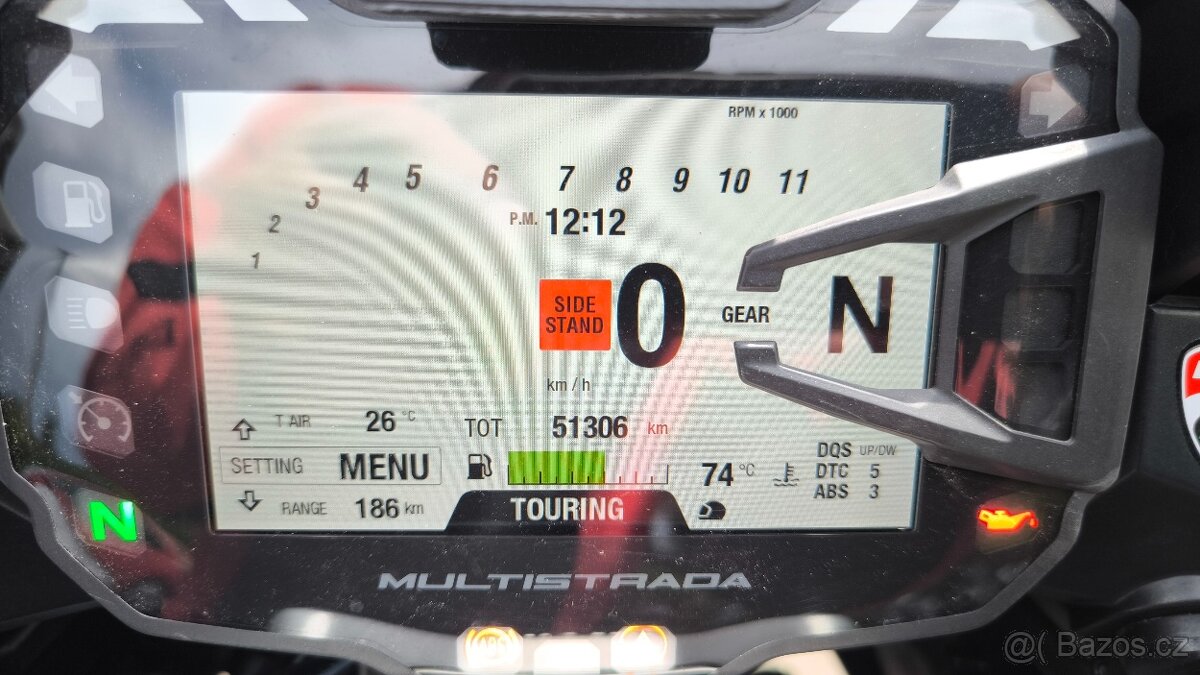 RPM x 1000
1 2 3 4 5 6 7 8 9 10 11
P.M. 12:12
SIDE
STAND
0
km/h
GEAR
N
T AIR 26 °C
TOT 51306 km
SETTING MENU
74 °C
DQS UP/DW
DTC 5
ABS 3
RANGE 186 km
TOURING
N
MULTISTRADA
ABS
@( Bazos.cz